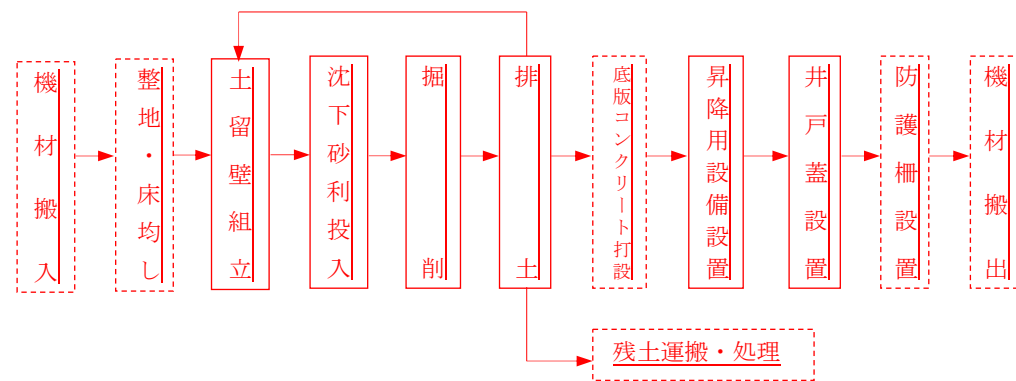 機材搬入
整地・床均し
土留壁組立
沈下砂利投入
掘削
排土
底版コンクリート打設
昇降用設備設置
井戸蓋設置
防護柵設置
機材搬出
残土運搬・処理